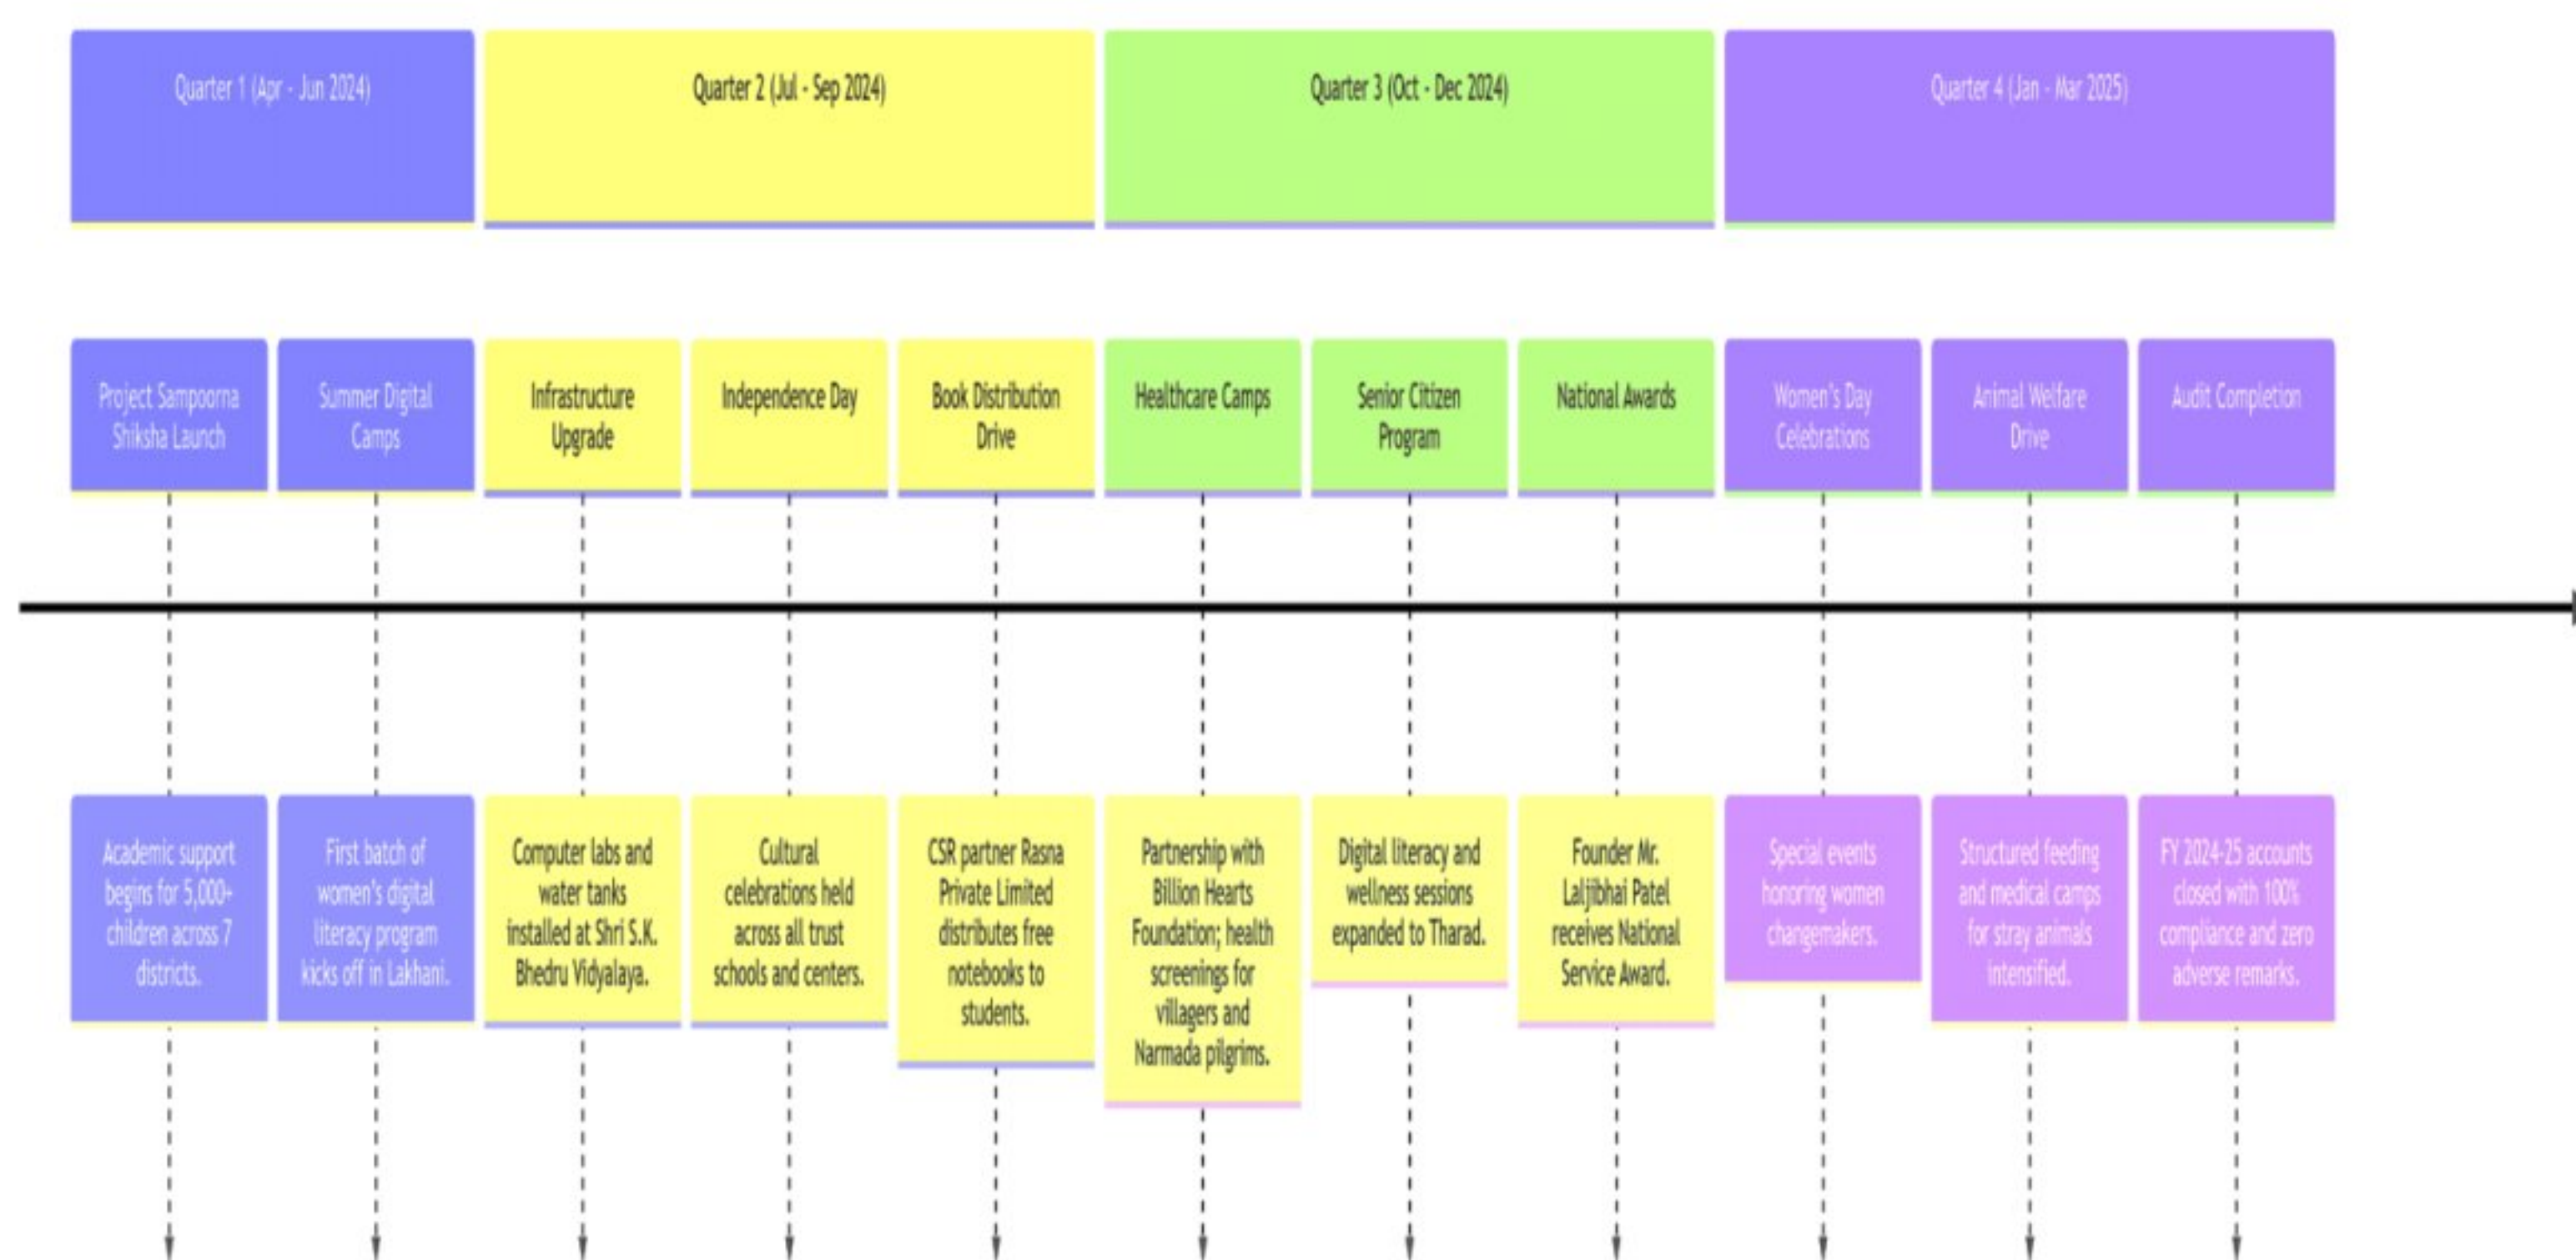 Quarter 1 (Apr - Jun 2024)
Quarter 2 (Jul - Sep 2024)
Quarter 3 (Oct - Dec 2024)
Quarter 4 (Jan - Mar 2025)
Project Sampoorna
Shiksha Launch
Summer Digital
Camps
Infrastructure
Upgrade
Independence Day
Book Distribution
Drive
Healthcare Camps
Senior Citizen
Program
National Awards
Women's Day
Celebrations
Animal Welfare
Drive
Audit Completion
Academic support
begins for 5,000+
children across 7
districts.
First batch of
women's digital
literacy program
kicks off in Lakhani.
Computer labs and
water tanks
installed at Shri S.K.
Bhedru Vidyalaya.
Cultural
celebrations held
across all trust
schools and centers.
CSR partner Rasna
Private Limited
distributes free
notebooks to
students.
Partnership with
Billion Hearts
Foundation; health
screenings for
villagers and
Narmada pilgrims.
Digital literacy and
wellness sessions
expanded to Tharad.
Founder Mr.
Laljibhai Patel
receives National
Service Award.
Special events
honoring women
changemakers.
Structured feeding
and medical camps
for stray animals
intensified.
FY 2024-25 accounts
closed with 100%
compliance and zero
adverse remarks.